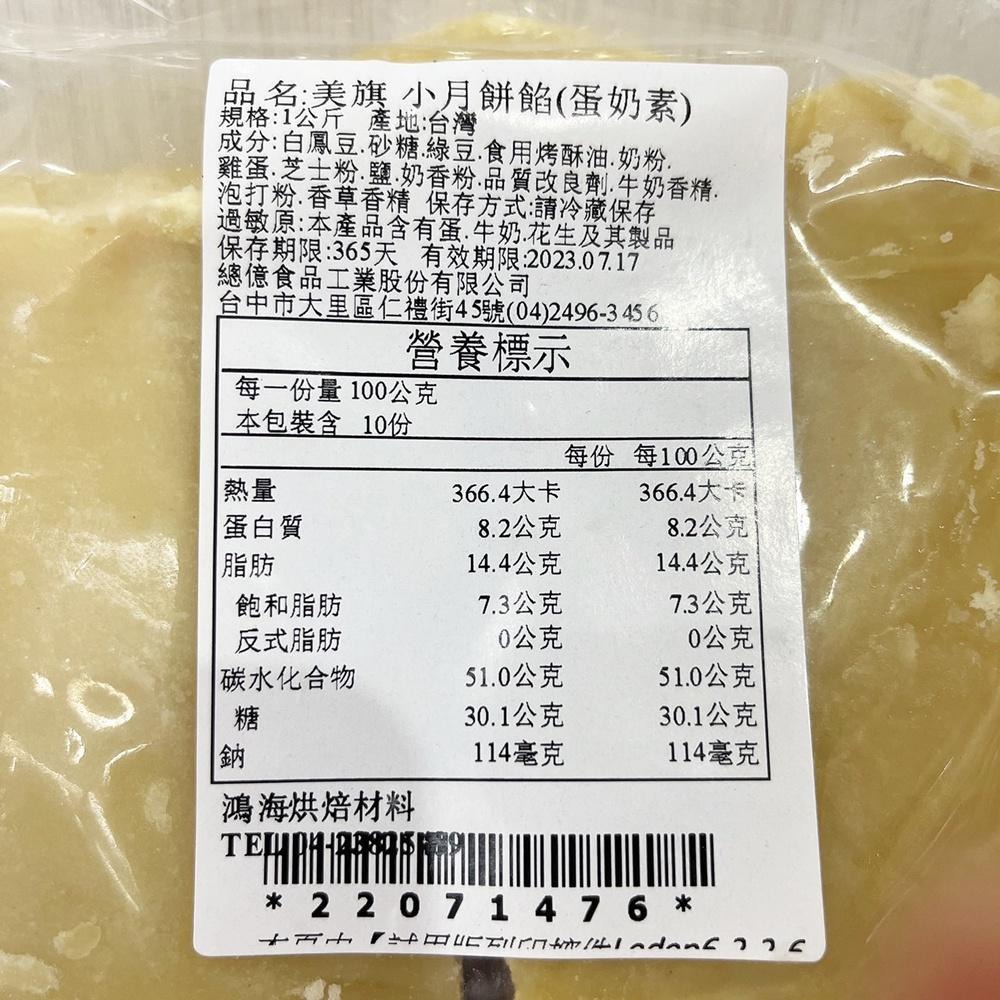 品 名:美旗 小月餅餡(蛋奶素)
規格:1公斤 產地:台灣
成分:白鳳豆.砂糖.綠豆.食用烤酥油.奶粉.
雞蛋.芝士粉.鹽.奶香粉.品質改良劑.牛奶香精.
泡打粉.香草香精 保存方式:請冷藏保存
過敏原:本產品含有蛋.牛奶.花生及其製品
保存期限:365天 有效期限:2023.07.17
總億食品工業股份有限公司
台中市大里區仁禮街45號(04)2496-3456
營養標示
每一份量 100公克
本包裝含 10份
每份 每100公克
熱量 366.4大卡 366.4大卡
蛋白質 8.2公克 8.2公克
脂肪 14.4公克 14.4公克
飽和脂肪 7.3公克 7.3公克
反式脂肪 0公克 0公克
碳水化合物 51.0公克 51.0公克
糖 30.1公克 30.1公克
鈉 114毫克 114毫克
鴻海烘焙材料
TEL
*22071476*